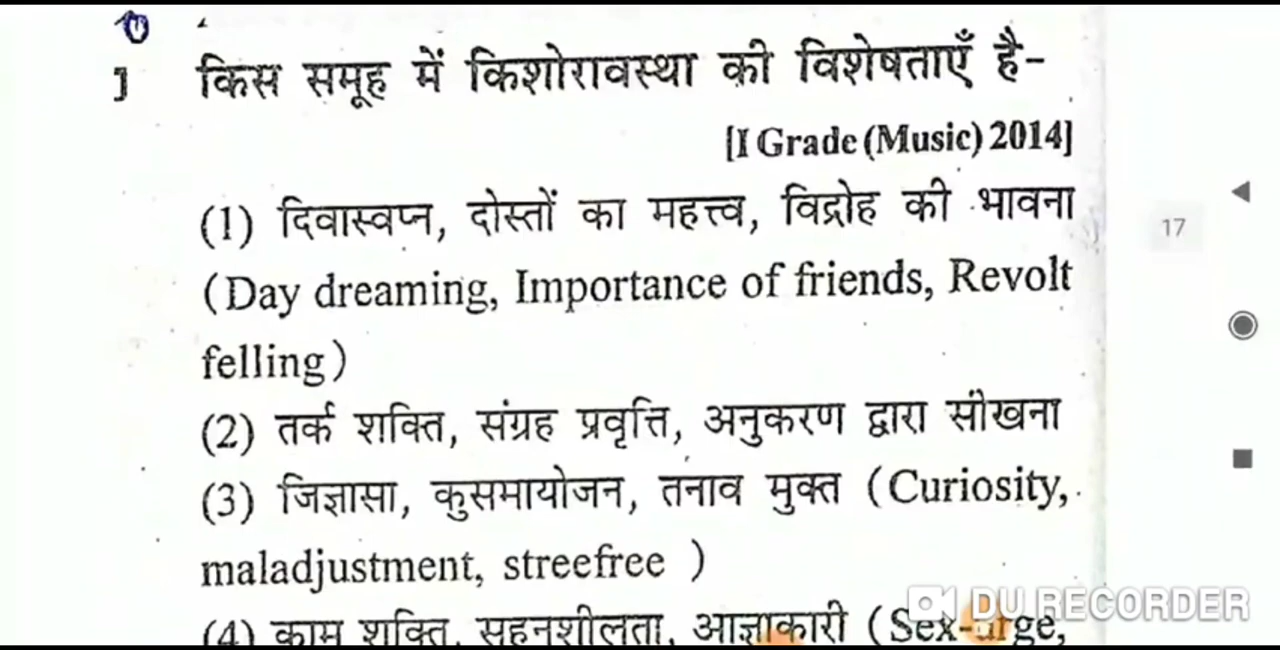 किस समूह में किशोरावस्था की विशेषताएँ है-
[I Grade (Music) 2014]
(1) दिवास्वप्न, दोस्तों का महत्त्व, विद्रोह की भावना
(Day dreaming, Importance of friends, Revolt
felling)
(2) तर्क शक्ति, संग्रह प्रवृत्ति, अनुकरण द्वारा सीखना
(3) जिज्ञासा, कुसमायोजन, तनाव मुक्त (Curiosity,
maladjustment, streefree )
(4) काम शक्ति, सहनशीलता, आज्ञाकारी (Sex-urge,
17
DU RECORDER